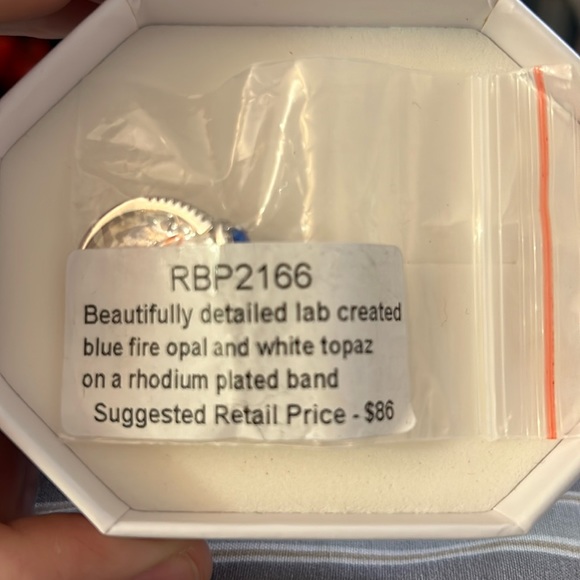 RBP2166
Beautifully detailed lab created
blue fire opal and white topaz
on a rhodium plated band
Suggested Retail Price - $86